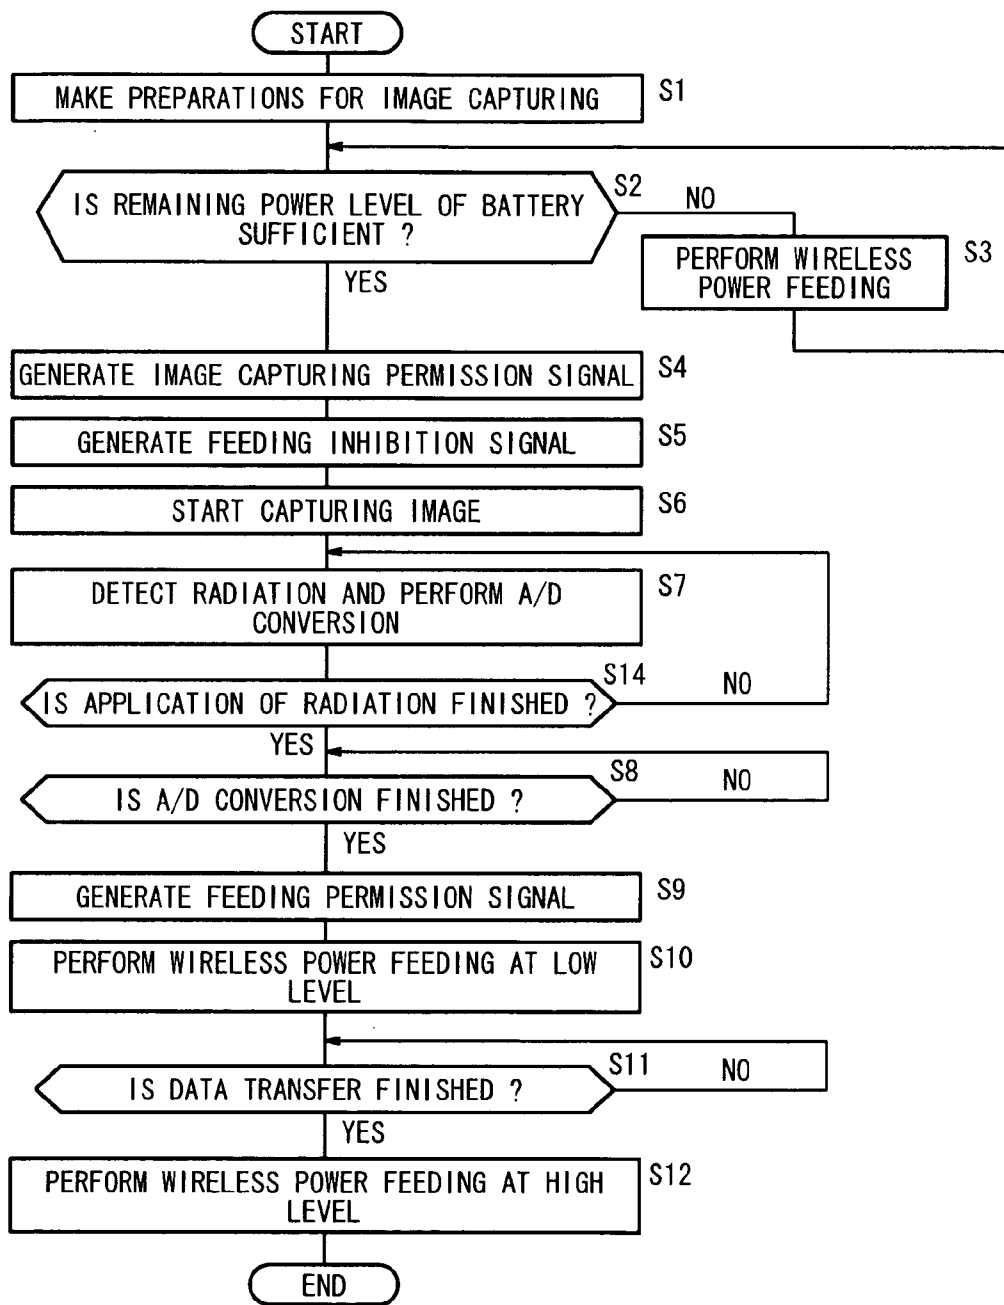 START
MAKE PREPARATIONS FOR IMAGE CAPTURING
S1
IS REMAINING POWER LEVEL OF BATTERY
SUFFICIENT ?
S2
NO
YES
PERFORM WIRELESS
POWER FEEDING
S3
GENERATE IMAGE CAPTURING PERMISSION SIGNAL
S4
GENERATE FEEDING INHIBITION SIGNAL
S5
START CAPTURING IMAGE
S6
DETECT RADIATION AND PERFORM A/D
CONVERSION
S7
IS APPLICATION OF RADIATION FINISHED ?
S14
NO
YES
IS A/D CONVERSION FINISHED ?
S8
NO
YES
GENERATE FEEDING PERMISSION SIGNAL
S9
PERFORM WIRELESS POWER FEEDING AT LOW
LEVEL
S10
IS DATA TRANSFER FINISHED ?
S11
NO
YES
PERFORM WIRELESS POWER FEEDING AT HIGH
LEVEL
S12
END